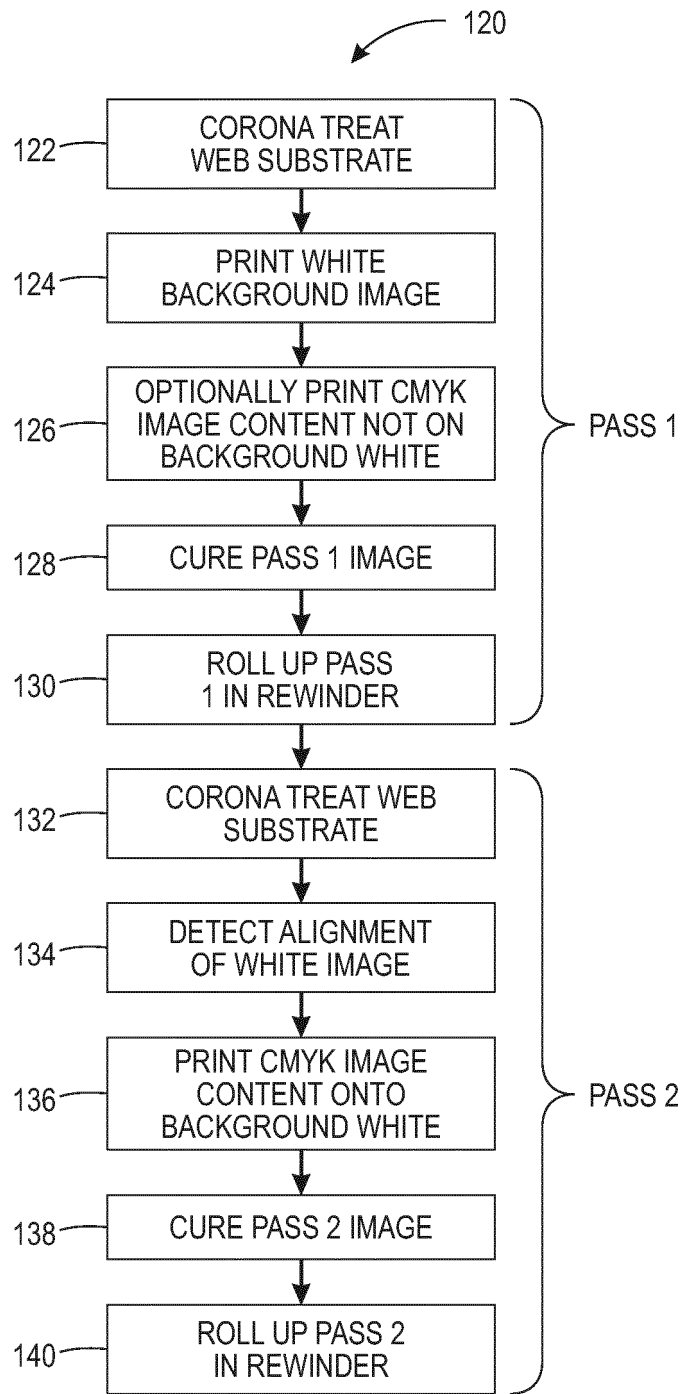 120
122
CORONA TREAT
WEB SUBSTRATE
124
PRINT WHITE
BACKGROUND IMAGE
126
OPTIONALLY PRINT CMYK
IMAGE CONTENT NOT ON
BACKGROUND WHITE
PASS 1
128
CURE PASS 1 IMAGE
130
ROLL UP PASS
1 IN REWINDER
132
CORONA TREAT WEB
SUBSTRATE
134
DETECT ALIGNMENT
OF WHITE IMAGE
136
PRINT CMYK IMAGE
CONTENT ONTO
BACKGROUND WHITE
PASS 2
138
CURE PASS 2 IMAGE
140
ROLL UP PASS 2
IN REWINDER